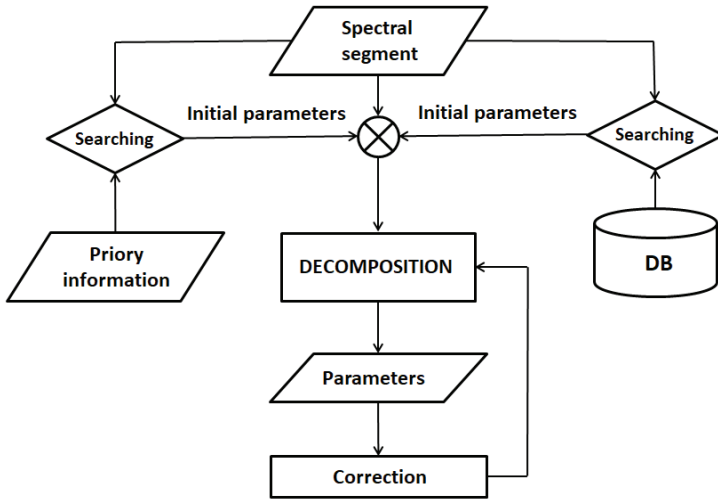 Spectral
segment
Initial parameters
Initial parameters
Searching
Searching
Priory
information
DECOMPOSITION
DB
Parameters
Correction